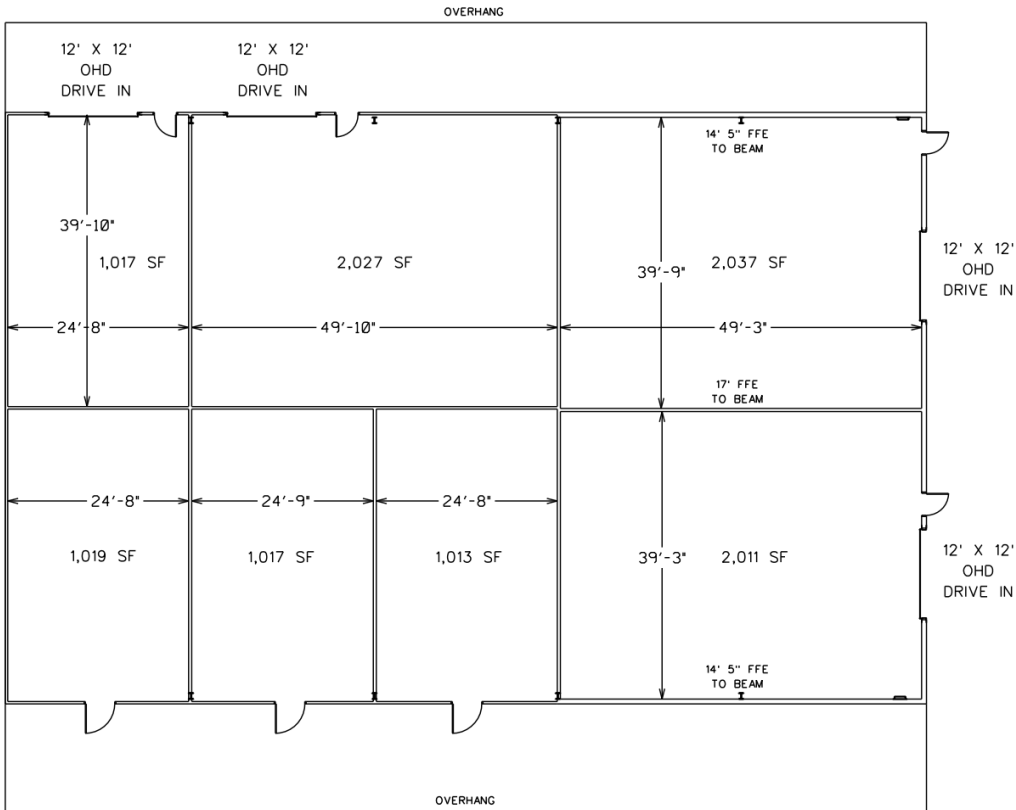 OVERHANG
12' X 12'
OHD
DRIVE IN
12' X 12'
OHD
DRIVE IN
14' 5" FFE
TO BEAM
39'-10"
1,017 SF
2,027 SF
39'-9"
2,037 SF
12' X 12'
OHD
DRIVE IN
24'-8"
49'-10"
49'-3"
17' FFE
TO BEAM
24'-8"
24'-9"
24'-8"
1,019 SF
1,017 SF
1,013 SF
39'-3"
2,011 SF
12' X 12'
OHD
DRIVE IN
14' 5" FFE
TO BEAM
OVERHANG